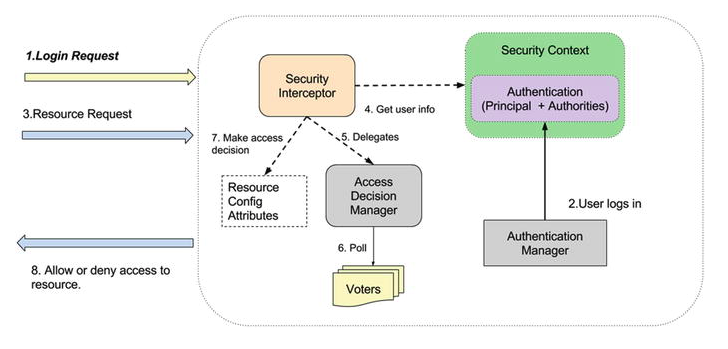 1.Login Request
3.Resource Request
8. Allow or deny access to
resource.
Security
Interceptor
4. Get user info
7. Make access
decision
5. Delegates
Resource
Config
Attributes
Access
Decision
Manager
6. Poll
Voters
Security Context
Authentication
(Principal + Authorities)
2.User logs in
Authentication
Manager